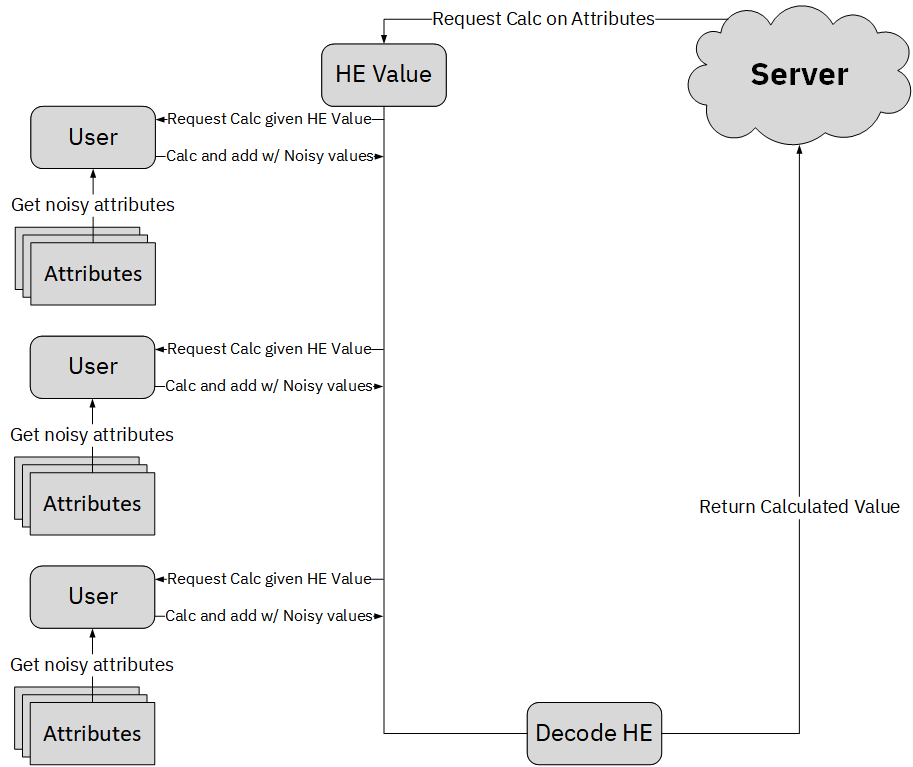 Request Calc on Attributes
Server
HE Value
Request Calc given HE Value
User
Calc and add w/ Noisy values
Get noisy attributes
Attributes
Request Calc given HE Value
User
Calc and add w/ Noisy values
Get noisy attributes
Attributes
Return Calculated Value
Request Calc given HE Value
User
Calc and add w/ Noisy values
Get noisy attributes
Attributes
Decode HE